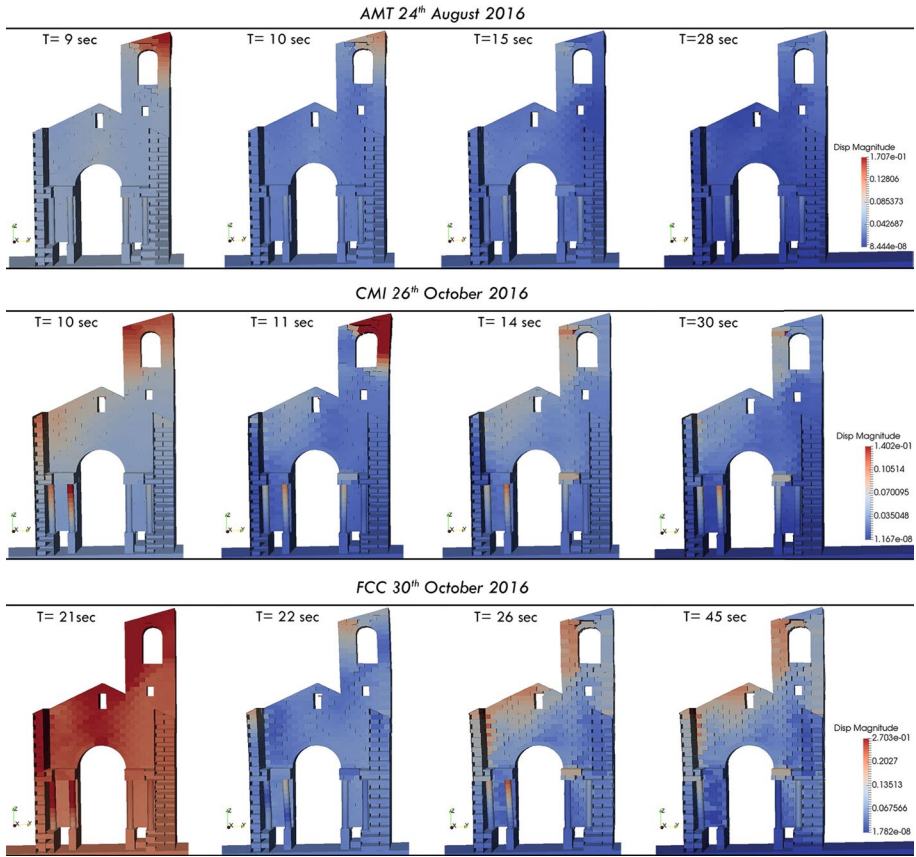 AMT 24th August 2016
T= 9 sec
T= 10 sec
T=15 sec
T=28 sec
Disp Magnitude
1.707e-01
0.12806
0.085373
0.042687
8.444e-08
CMI 26th October 2016
T= 10 sec
T= 11 sec
T= 14 sec
T=30 sec
Disp Magnitude
1.402e-01
0.10514
0.070095
0.035048
1.167e-08
FCC 30th October 2016
T= 21sec
T= 22 sec
T= 26 sec
T= 45 sec
Disp Magnitude
2.703e-01
0.2027
0.13513
0.067566
1.782e-08